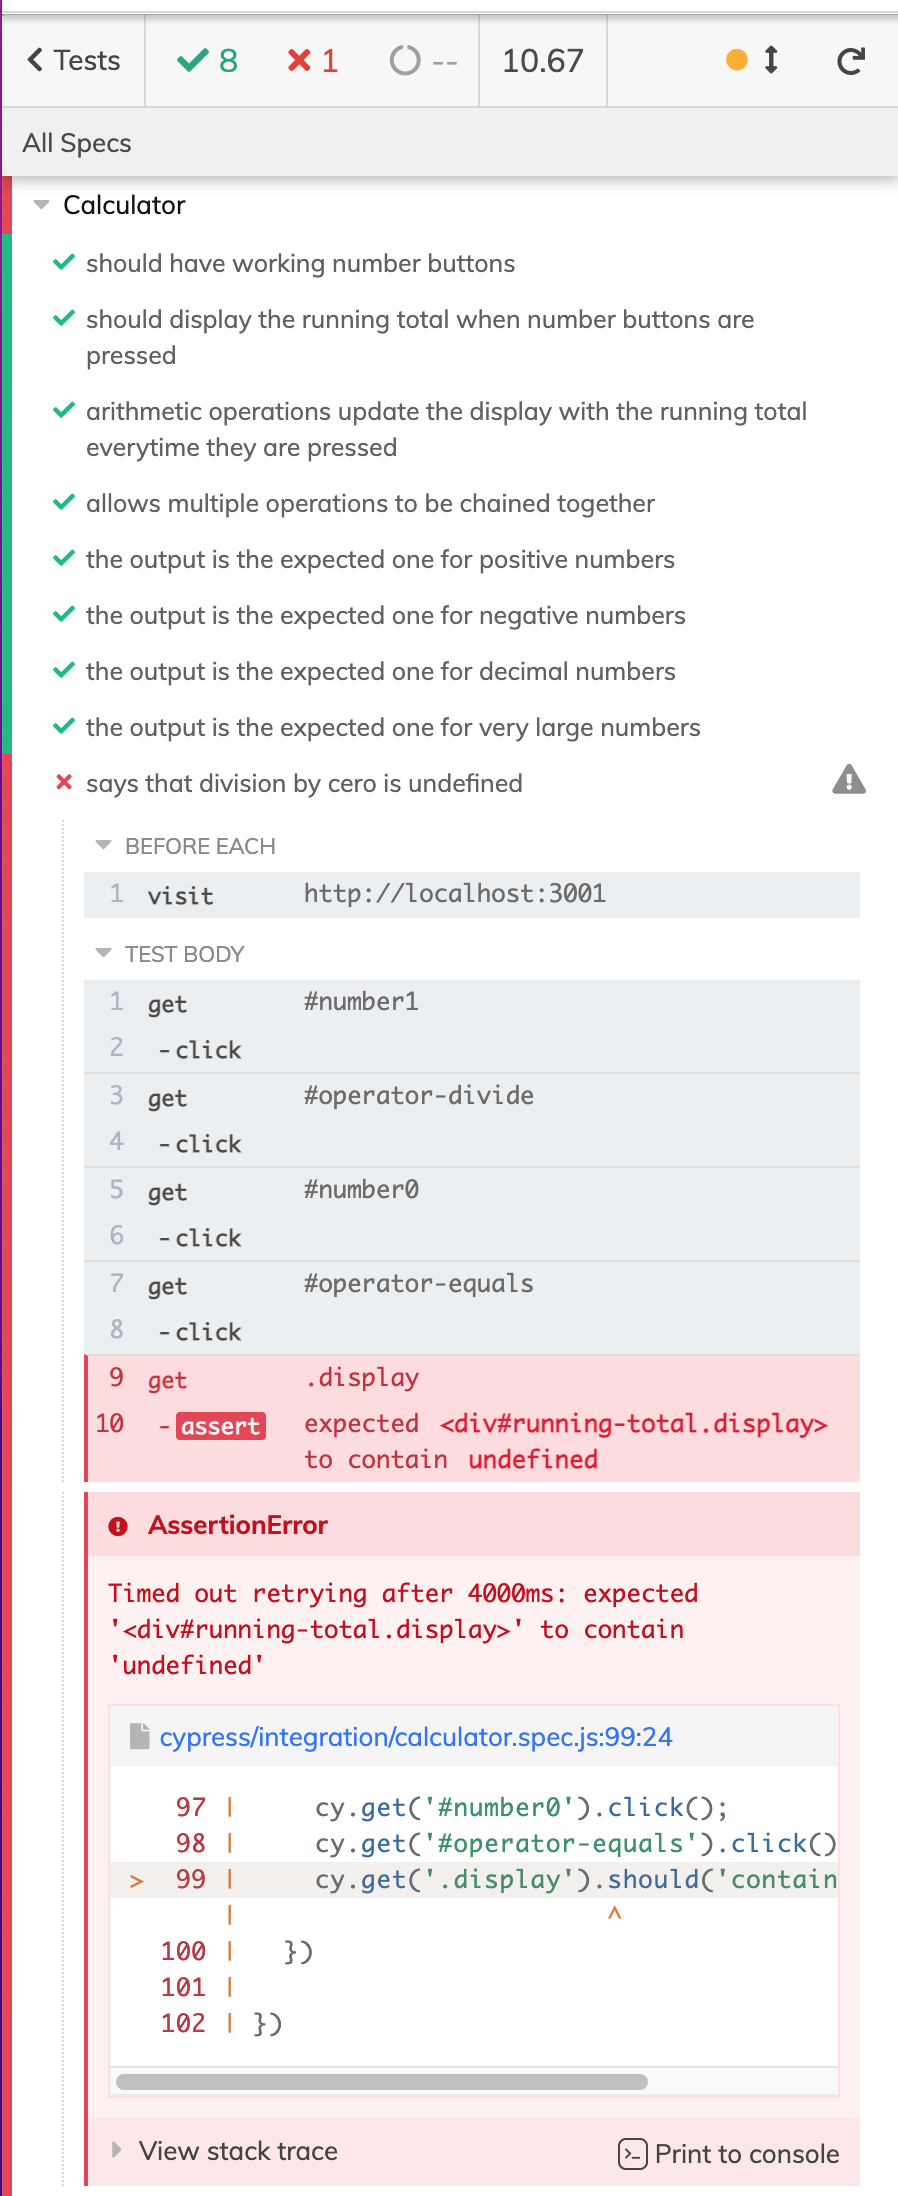 Tests 8 1 -- 10.67
All Specs
Calculator
should have working number buttons
should display the running total when number buttons are
pressed
arithmetic operations update the display with the running total
everytime they are pressed
allows multiple operations to be chained together
the output is the expected one for positive numbers
the output is the expected one for negative numbers
the output is the expected one for decimal numbers
the output is the expected one for very large numbers
says that division by cero is undefined
BEFORE EACH
1 visit http://localhost:3001
TEST BODY
1 get #number1
2 -click
3 get #operator-divide
4 -click
5 get #number0
6 -click
7 get #operator-equals
8 -click
9 get .display
10 -assert expected <div#running-total.display>
to contain undefined
AssertionError
Timed out retrying after 4000ms: expected
'<div#running-total.display>' to contain
'undefined'
cypress/integration/calculator.spec.js:99:24
97 | cy.get('#number0').click();
98 | cy.get('#operator-equals').click()
> 99 | cy.get('.display').should('contain
| ^
100 | })
101 |
102 | })
View stack trace Print to console